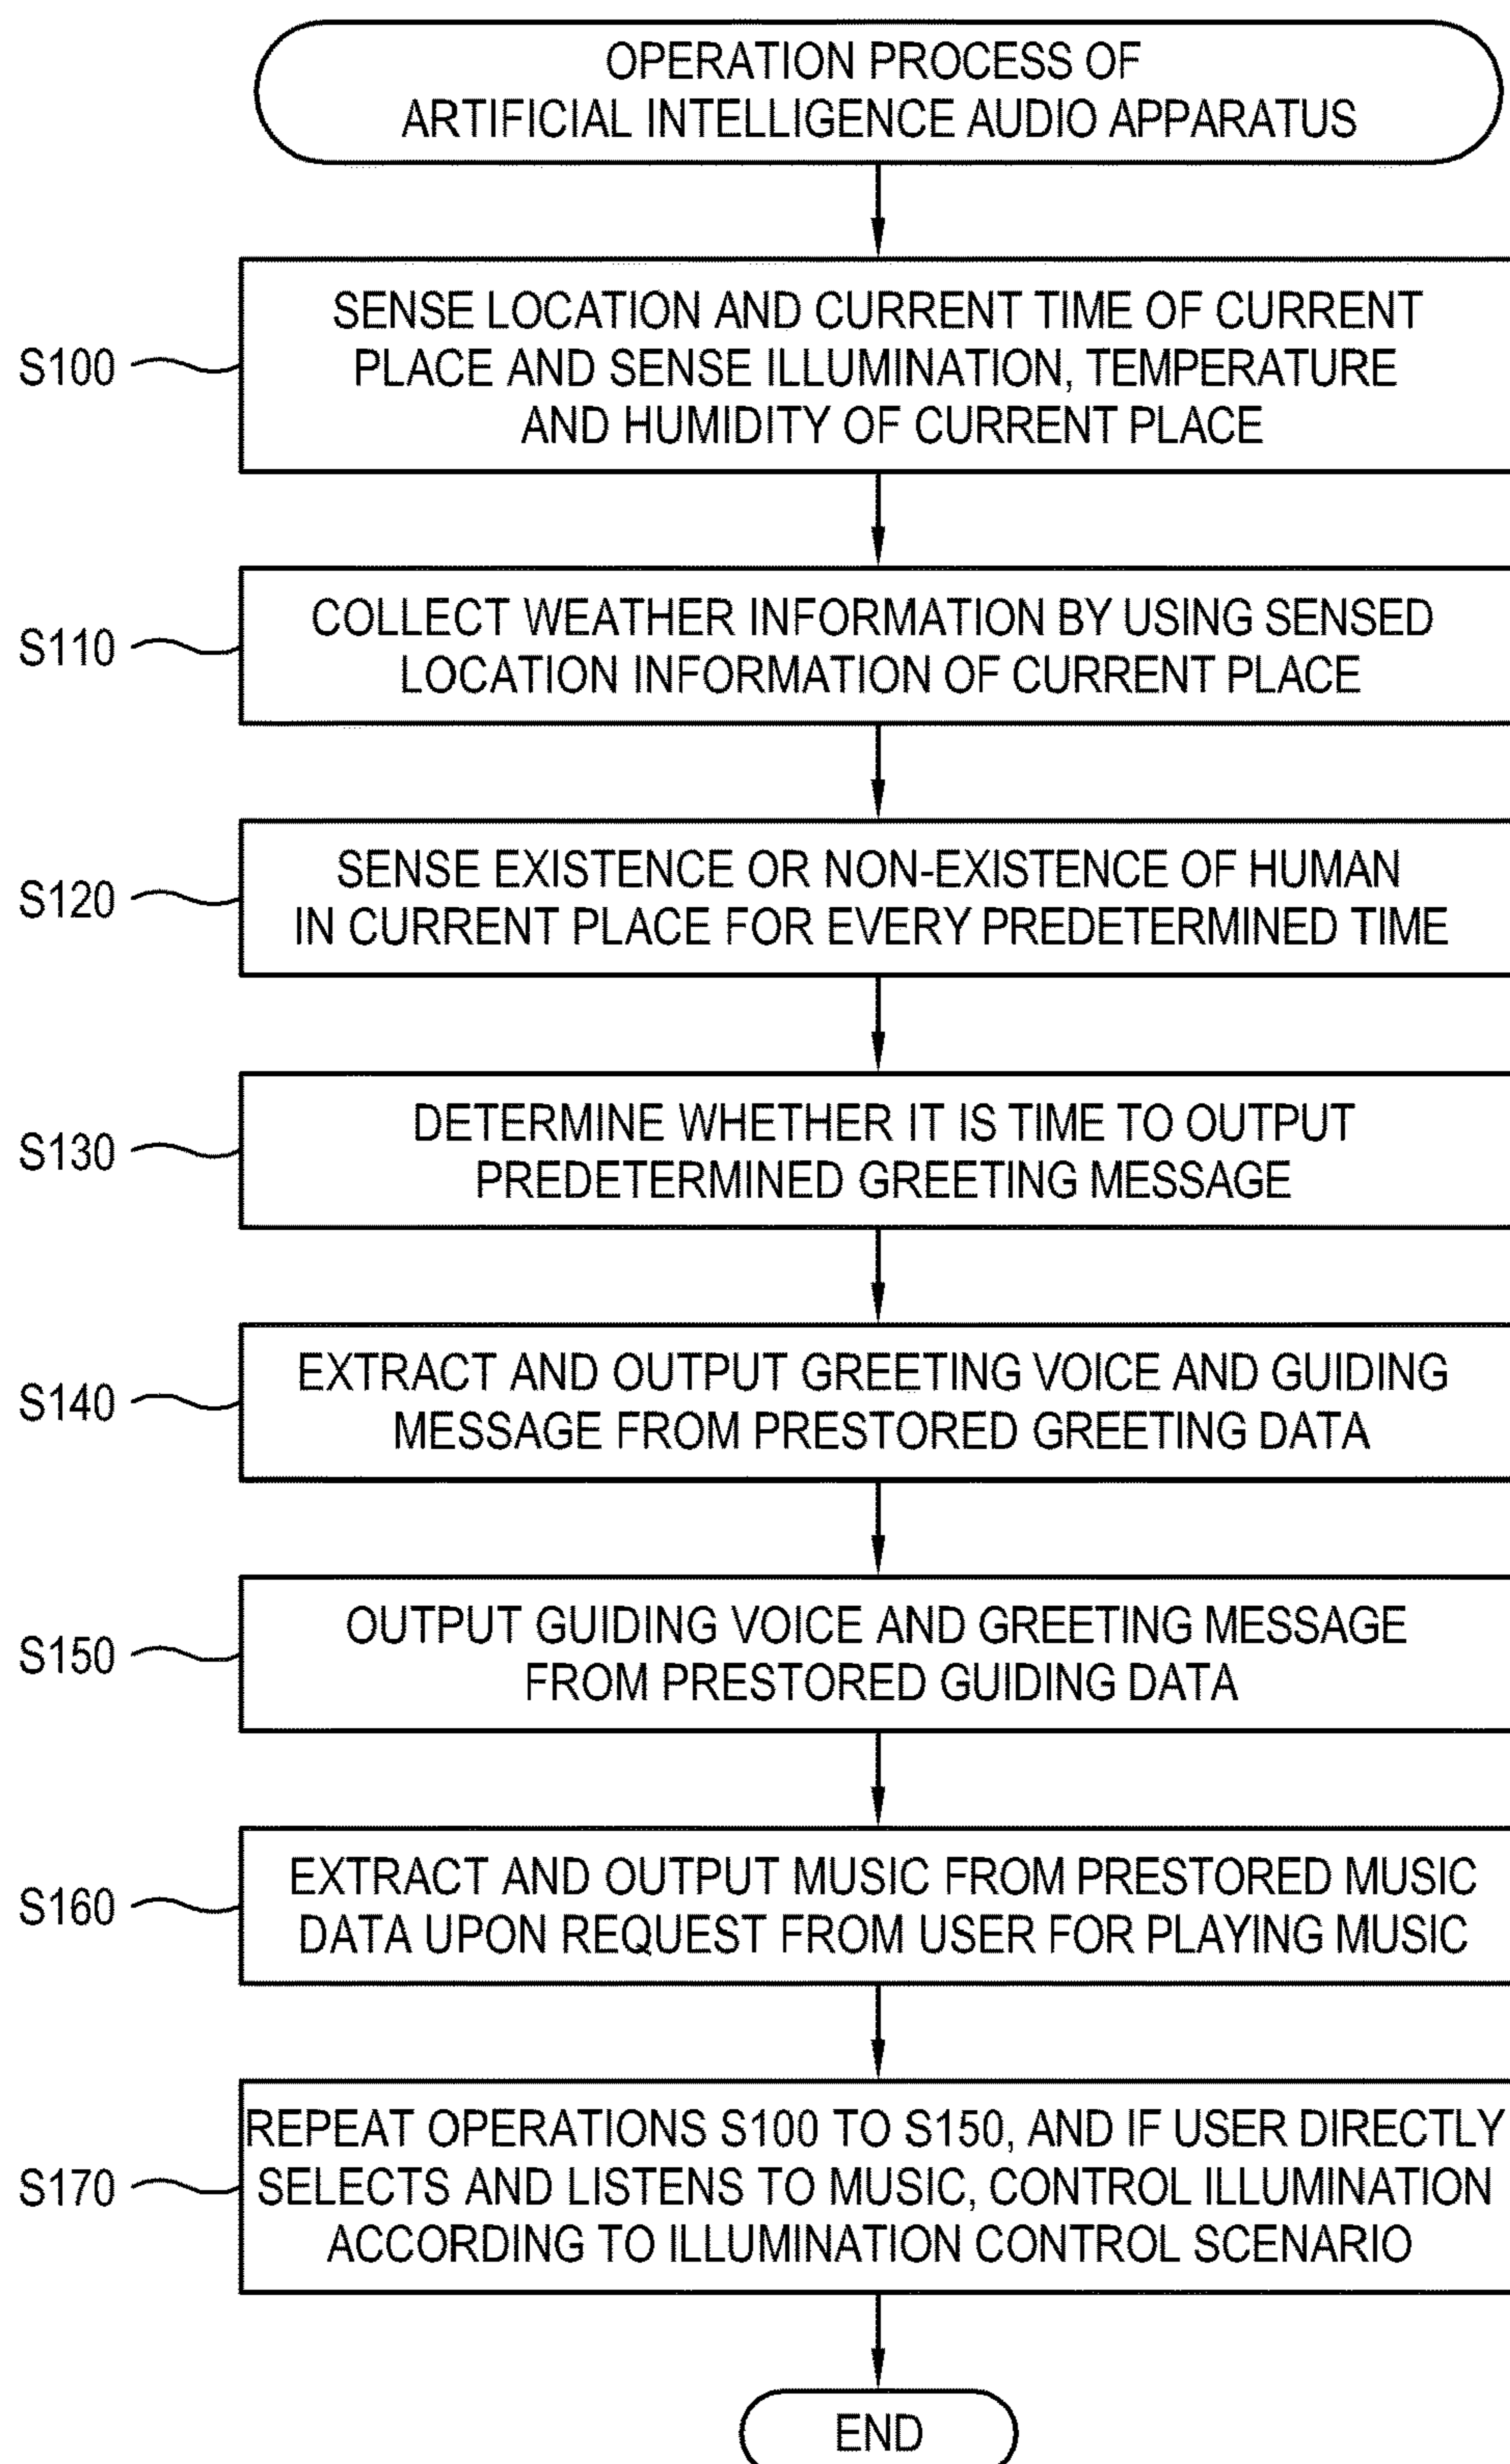 OPERATION PROCESS OF
ARTIFICIAL INTELLIGENCE AUDIO APPARATUS
S100
SENSE LOCATION AND CURRENT TIME OF CURRENT
PLACE AND SENSE ILLUMINATION, TEMPERATURE
AND HUMIDITY OF CURRENT PLACE
S110
COLLECT WEATHER INFORMATION BY USING SENSED
LOCATION INFORMATION OF CURRENT PLACE
S120
SENSE EXISTENCE OR NON-EXISTENCE OF HUMAN
IN CURRENT PLACE FOR EVERY PREDETERMINED TIME
S130
DETERMINE WHETHER IT IS TIME TO OUTPUT
PREDETERMINED GREETING MESSAGE
S140
EXTRACT AND OUTPUT GREETING VOICE AND GUIDING
MESSAGE FROM PRESTORED GREETING DATA
S150
OUTPUT GUIDING VOICE AND GREETING MESSAGE
FROM PRESTORED GUIDING DATA
S160
EXTRACT AND OUTPUT MUSIC FROM PRESTORED MUSIC
DATA UPON REQUEST FROM USER FOR PLAYING MUSIC
S170
REPEAT OPERATIONS S100 TO S150, AND IF USER DIRECTLY
SELECTS AND LISTENS TO MUSIC, CONTROL ILLUMINATION
ACCORDING TO ILLUMINATION CONTROL SCENARIO
END